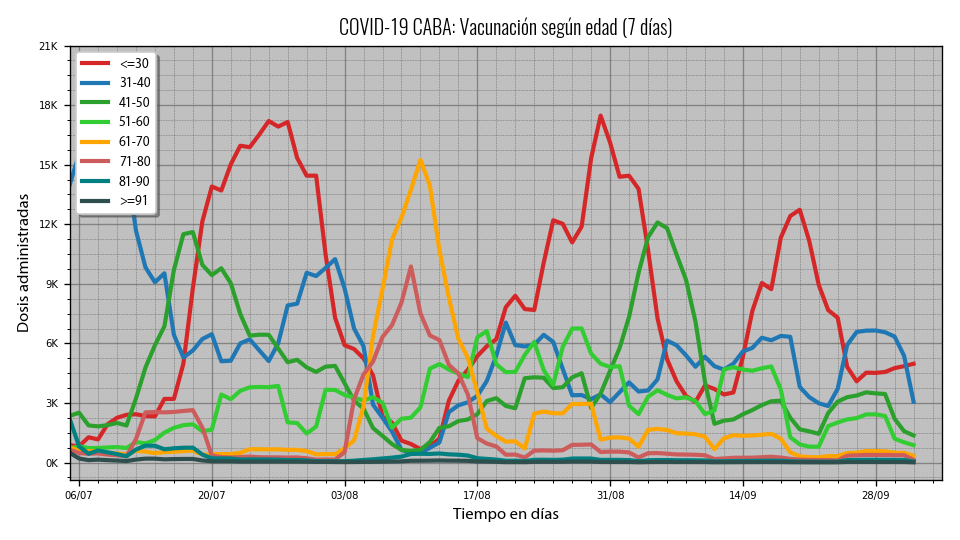 COVID-19 CABA: Vacunación según edad (7 días)
21K
18K
15K
12K
9K
6K
3K
0K
Dosis administradas
<=30
31-40
41-50
51-60
61-70
71-80
81-90
>=91
06/07
20/07
03/08
17/08
31/08
14/09
28/09
Tiempo en días